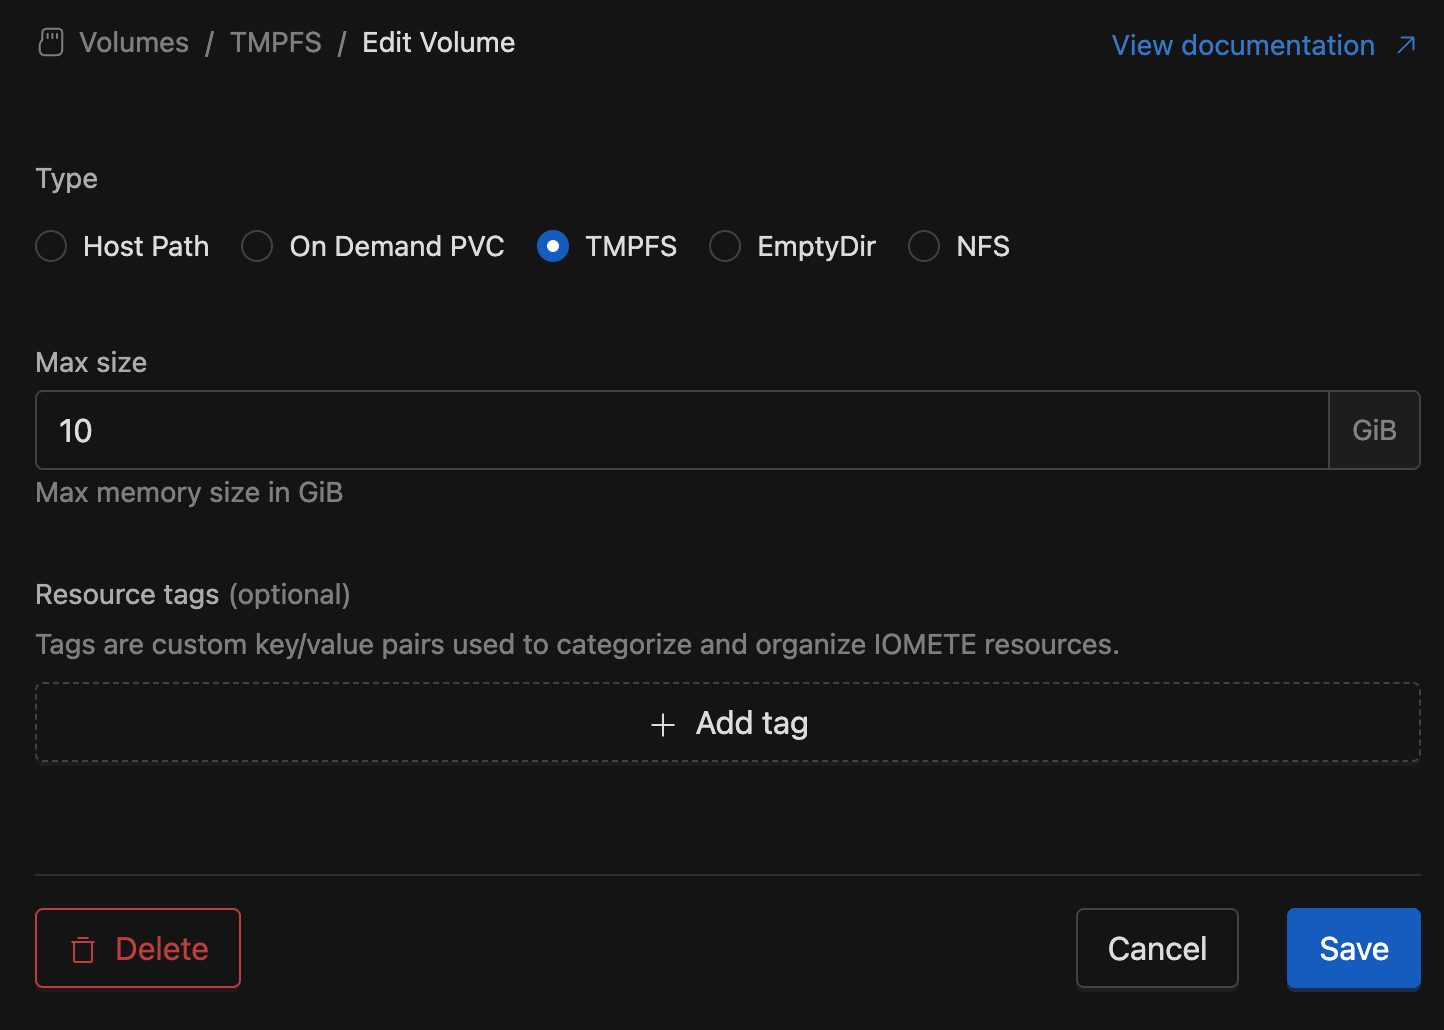 Volumes / TMPFS / Edit Volume
View documentation
Type
Host Path On Demand PVC TMPFS EmptyDir NFS
Max size
10 GiB
Max memory size in GiB
Resource tags (optional)
Tags are custom key/value pairs used to categorize and organize IOMETE resources.
+ Add tag
Delete Cancel Save